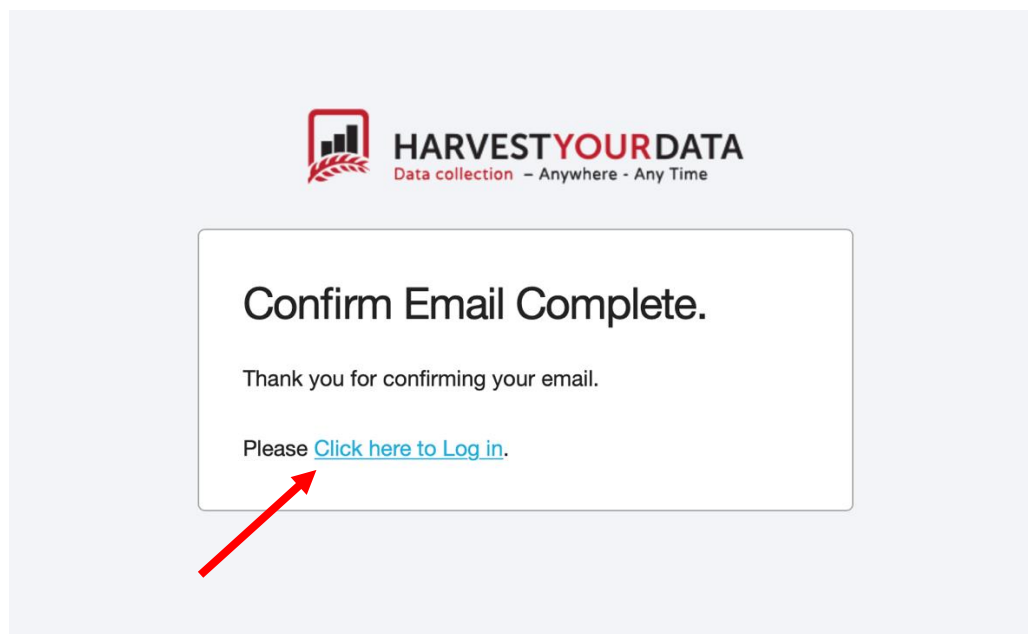 HARVESTYOURDATA
Data collection – Anywhere - Any Time
Confirm Email Complete.
Thank you for confirming your email.
Please Click here to Log in.